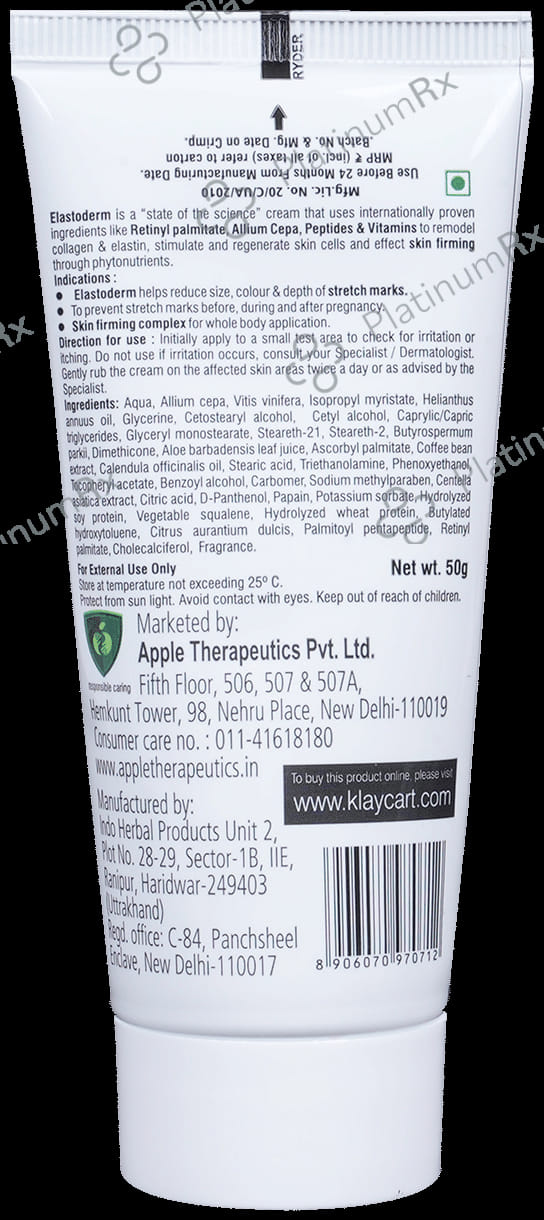 RYDER
Mfg.Lic. No. 20/C/UA/2010
Use Before 24 Months From Manufacturing Date.
MRP ₹ (incl. of all taxes) refer to carton
Batch No. & Mfg. Date on Crimp.
Elastoderm is a "state of the science" cream that uses internationally proven
ingredients like Retinyl palmitate, Allium Cepa, Peptides & Vitamins to remodel
collagen & elastin, stimulate and regenerate skin cells and effect skin firming
through phytonutrients.
Indications :
● Elastoderm helps reduce size, colour & depth of stretch marks.
● To prevent stretch marks before, during and after pregnancy.
● Skin firming complex for whole body application.
Direction for use : Initially apply to a small test area to check for irritation or
itching. Do not use if irritation occurs, consult your Specialist / Dermatologist.
Gently rub the cream on the affected skin areas twice a day or as advised by the
Specialist.
Ingredients: Aqua, Allium cepa, Vitis vinifera, Isopropyl myristate, Helianthus
annuus oil, Glycerine, Cetostearyl alcohol, Cetyl alcohol, Caprylic/Capric
triglycerides, Glyceryl monostearate, Steareth-21, Steareth-2, Butyrospermum
parkii, Dimethicone, Aloe barbadensis leaf juice, Ascorbyl palmitate, Coffee bean
extract, Calendula officinalis oil, Stearic acid, Triethanolamine, Phenoxyethanol,
Tocopheryl acetate, Benzoyl alcohol, Carbomer, Sodium methylparaben, Centella
asiatica extract, Citric acid, D-Panthenol, Papain, Potassium sorbate, Hydrolyzed
soy protein, Vegetable squalene, Hydrolyzed wheat protein, Butylated
hydroxytoluene, Citrus aurantium dulcis, Palmitoyl pentapeptide, Retinyl
palmitate, Cholecalciferol, Fragrance.
For External Use Only Net wt. 50g
Store at temperature not exceeding 25º C.
Protect from sun light. Avoid contact with eyes. Keep out of reach of children.
responsible caring
Marketed by:
Apple Therapeutics Pvt. Ltd.
Fifth Floor, 506, 507 & 507A,
Hemkunt Tower, 98, Nehru Place, New Delhi-110019
Consumer care no. : 011-41618180
www.appletherapeutics.in
To buy this product online, please visit
www.klaycart.com
Manufactured by:
Indo Herbal Products Unit 2,
Plot No. 28-29, Sector-1B, IIE,
Ranipur, Haridwar-249403
(Uttrakhand)
Regd. office: C-84, Panchsheel
Enclave, New Delhi-110017
8 906070 970712
PlatinumRx
PlatinumRx
PlatinumRx
Rx
PlatinumRx
Platinum